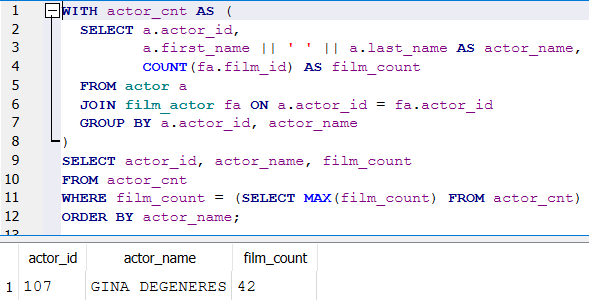 1 WITH actor_cnt AS (
2 SELECT a.actor_id,
3 a.first_name || ' ' || a.last_name AS actor_name,
4 COUNT(fa.film_id) AS film_count
5 FROM actor a
6 JOIN film_actor fa ON a.actor_id = fa.actor_id
7 GROUP BY a.actor_id, actor_name
8 )
9 SELECT actor_id, actor_name, film_count
10 FROM actor_cnt
11 WHERE film_count = (SELECT MAX(film_count) FROM actor_cnt)
12 ORDER BY actor_name;
13
actor_id actor_name film_count
1 107 GINA DEGENERES 42